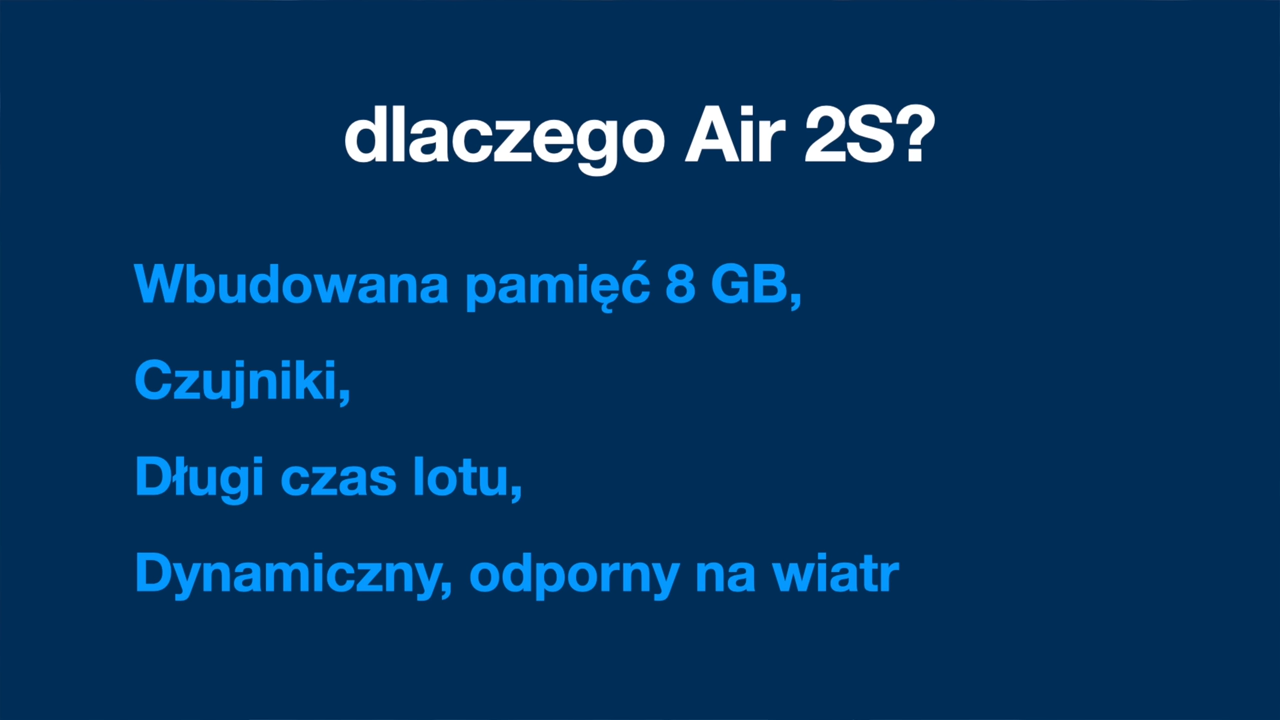 dlaczego Air 2S?
Wbudowana pamięć 8 GB,
Czujniki,
Długi czas lotu,
Dynamiczny, odporny na wiatr